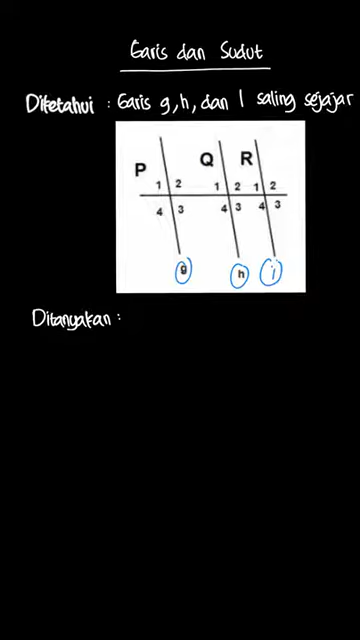 Garis dan Sudut
Diketahui : Garis g, h, dan l saling sejajar
P Q R
1 2 1 2 1 2
4 3 4 3 4 3
g h i
Ditanyakan :